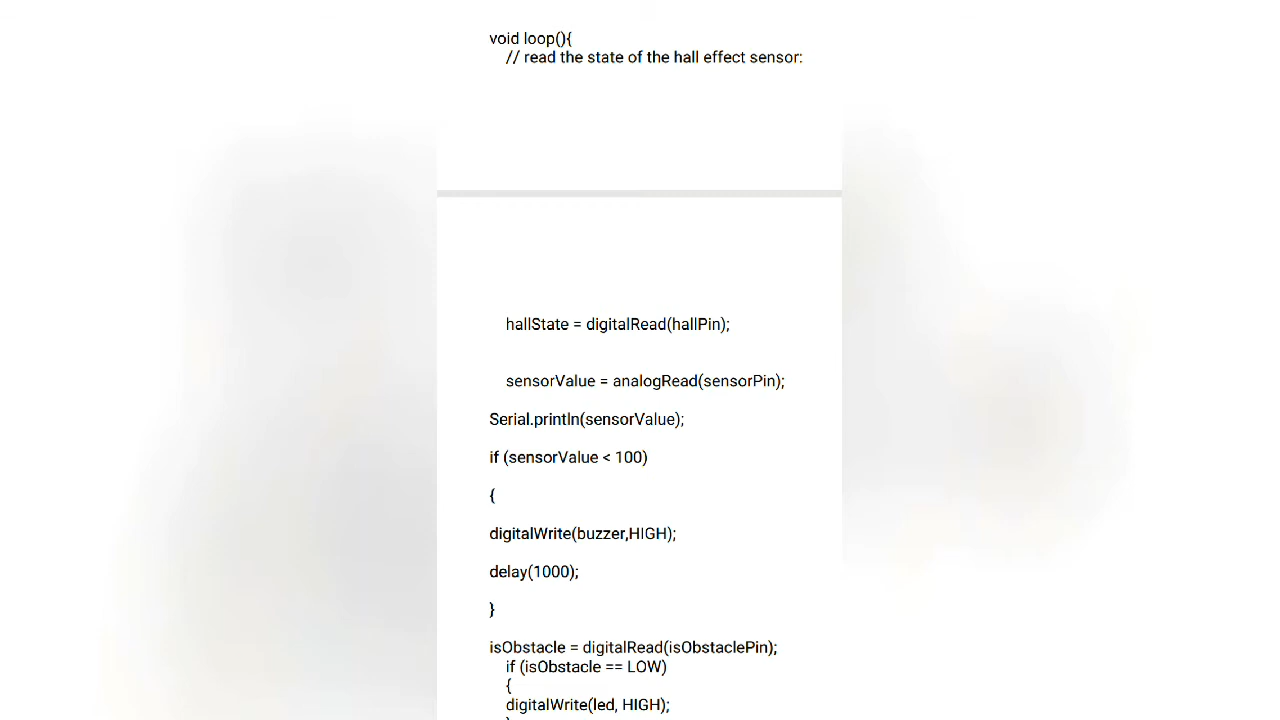 void loop(){
// read the state of the hall effect sensor:
hallState = digitalRead(hallPin);
sensorValue = analogRead(sensorPin);
Serial.println(sensorValue);
if (sensorValue < 100)
{
digitalWrite(buzzer,HIGH);
delay(1000);
}
isObstacle = digitalRead(isObstaclePin);
if (isObstacle == LOW)
{
digitalWrite(led, HIGH);